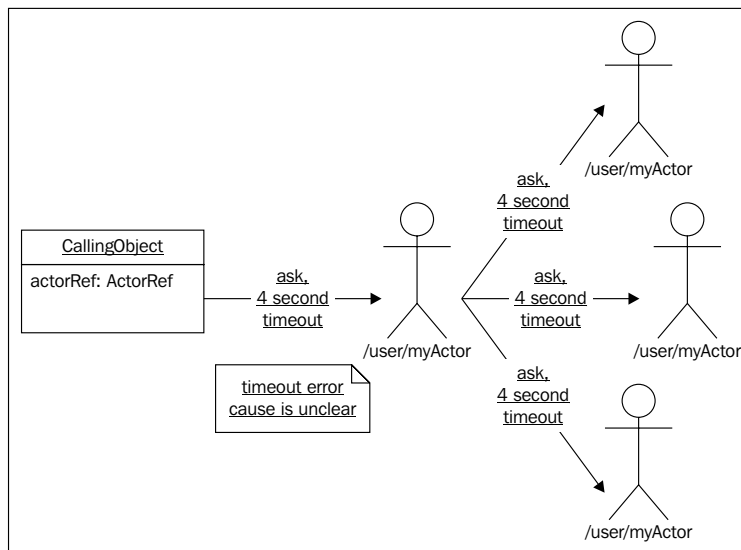 /user/myActor
ask,
4 second
timeout
CallingObject
actorRef: ActorRef
ask,
4 second
timeout
/user/myActor
ask,
4 second
timeout
/user/myActor
timeout error
cause is unclear
ask,
4 second
timeout
/user/myActor